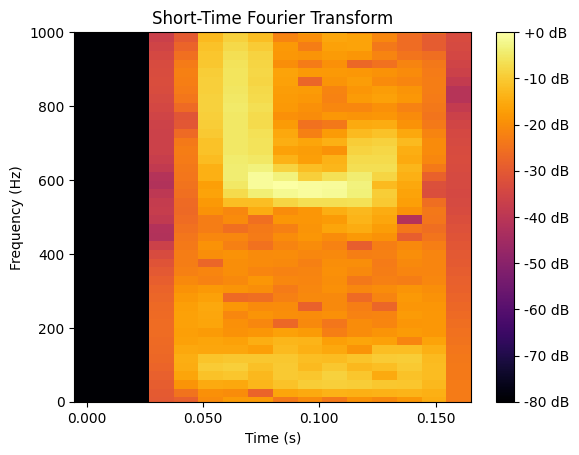 Short-Time Fourier Transform
1000
800
600
400
200
0
Frequency (Hz)
0.000
0.050
0.100
0.150
Time (s)
+0 dB
-10 dB
-20 dB
-30 dB
-40 dB
-50 dB
-60 dB
-70 dB
-80 dB